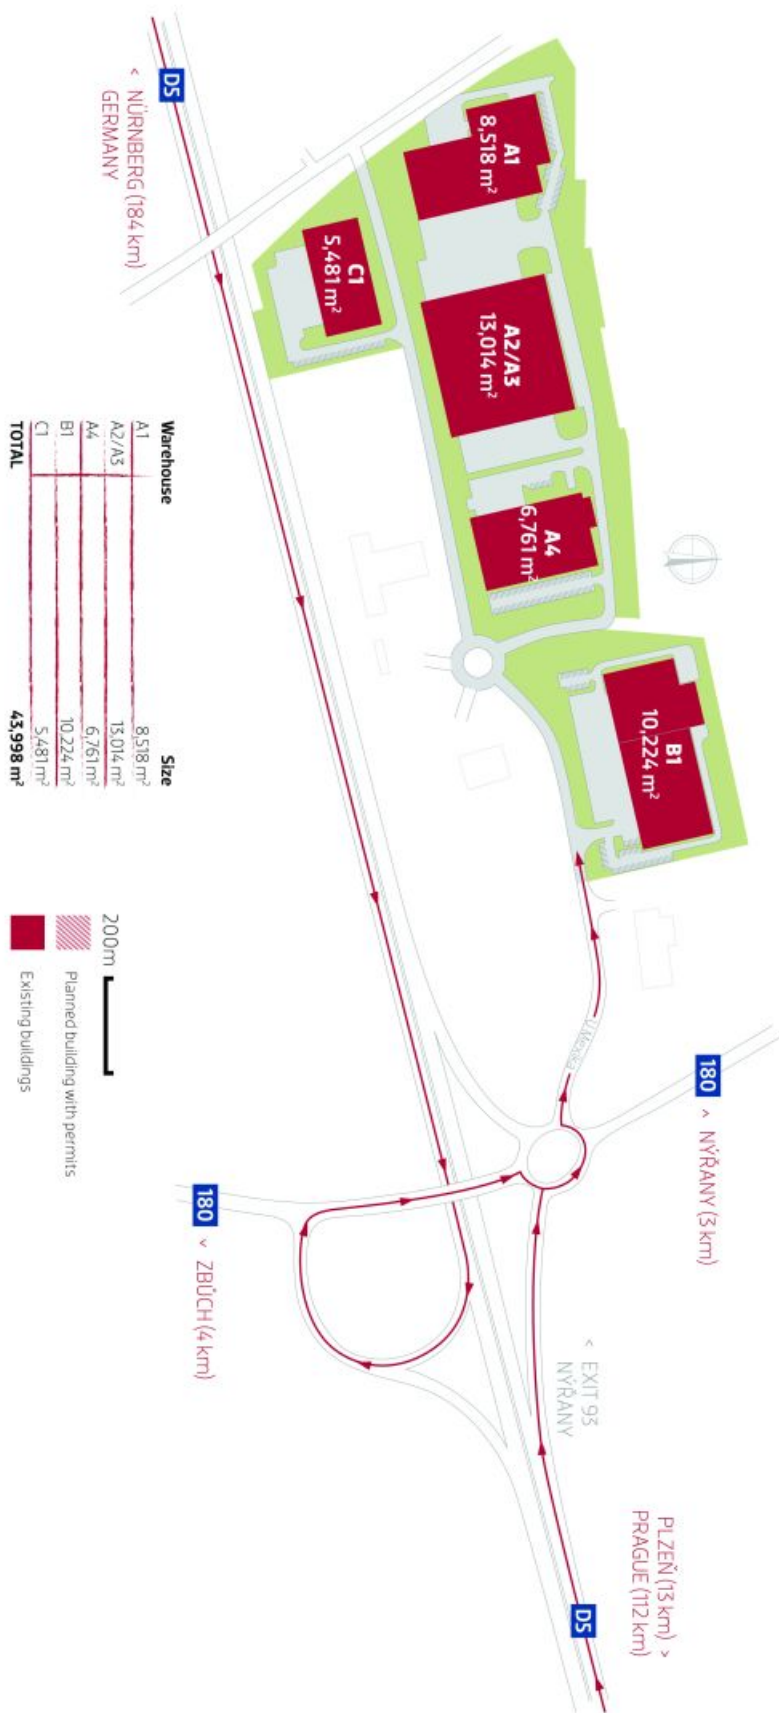 D5
< NÜRNBERG (184 km)
GERMANY
A1
8,518 m²
C1
5,481 m²
A2/A3
13,014 m²
A4
6,761 m²
B1
10,224 m²
180
^ NÝŘANY (3 km)
180
˅ ZBŮCH (4 km)
< EXIT 93
NÝŘANY
PLZEŇ (13 km) >
PRAGUE (112 km)
D5
Warehouse Size
A1 8,518 m²
A2/A3 13,014 m²
A4 6,761 m²
B1 10,224 m²
C1 5,481 m²
TOTAL 43,998 m²
200m
Planned building with permits
Existing buildings